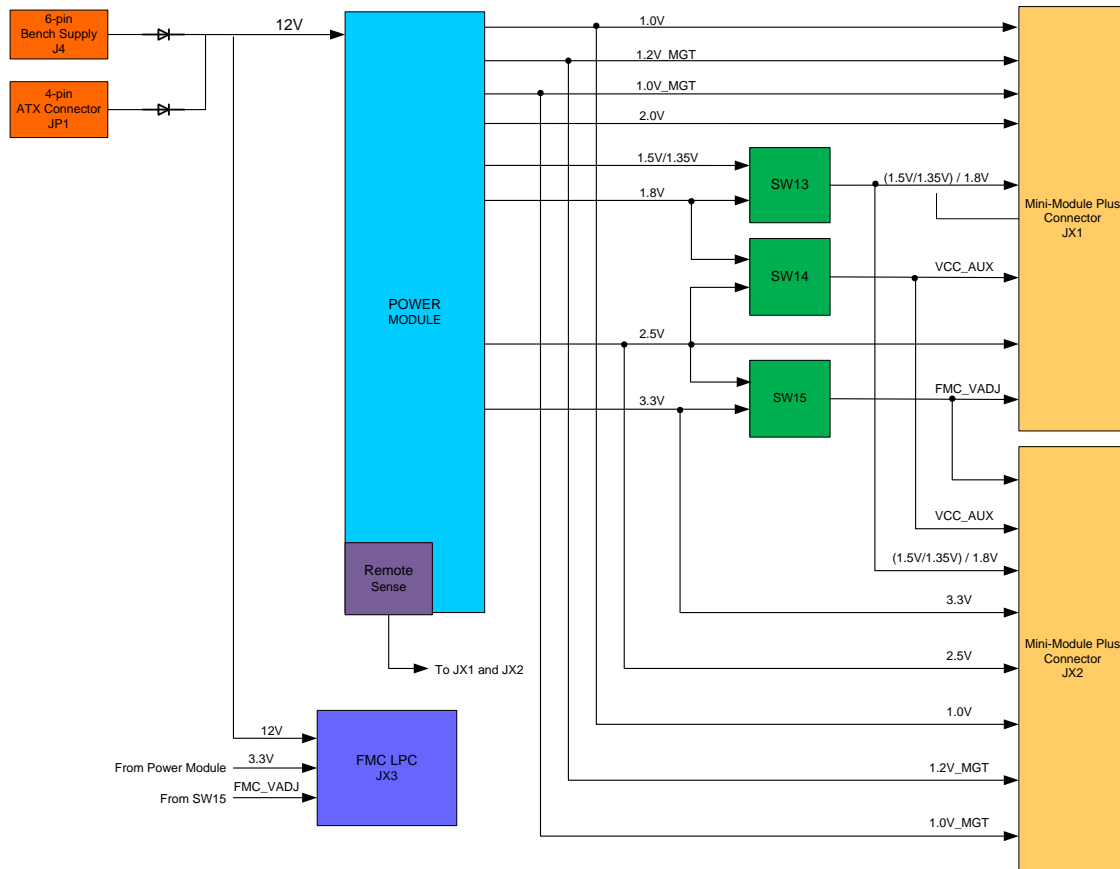 6-pin
Bench Supply
J4
4-pin
ATX Connector
JP1
12V
POWER
MODULE
Remote
Sense
To JX1 and JX2
1.0V
1.2V_MGT
1.0V_MGT
2.0V
1.5V/1.35V
1.8V
2.5V
3.3V
SW13
SW14
SW15
(1.5V/1.35V) / 1.8V
VCC_AUX
FMC_VADJ
Mini-Module Plus
Connector
JX1
VCC_AUX
(1.5V/1.35V) / 1.8V
3.3V
2.5V
1.0V
1.2V_MGT
1.0V_MGT
Mini-Module Plus
Connector
JX2
12V
From Power Module
3.3V
From SW15
FMC_VADJ
FMC LPC
JX3